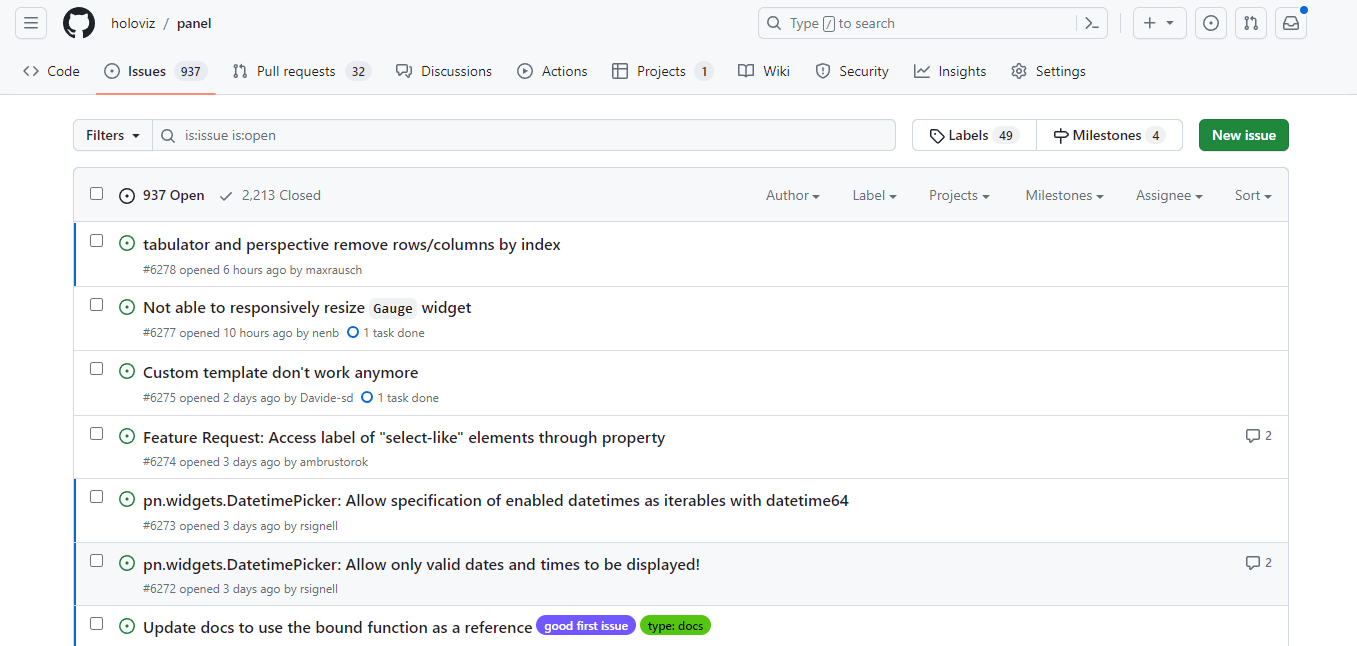 holoviz / panel
Type / to search
Code Issues 937 Pull requests 32 Discussions Actions Projects 1 Wiki Security Insights Settings
Filters is:issue is:open Labels 49 Milestones 4 New issue
937 Open 2,213 Closed Author Label Projects Milestones Assignee Sort
tabulator and perspective remove rows/columns by index
#6278 opened 6 hours ago by maxrausch
Not able to responsively resize Gauge widget
#6277 opened 10 hours ago by nenb 1 task done
Custom template don't work anymore
#6275 opened 2 days ago by Davide-sd 1 task done
Feature Request: Access label of "select-like" elements through property 2
#6274 opened 3 days ago by ambrustorok
pn.widgets.DatetimePicker: Allow specification of enabled datetimes as iterables with datetime64
#6273 opened 3 days ago by rsignell
pn.widgets.DatetimePicker: Allow only valid dates and times to be displayed! 2
#6272 opened 3 days ago by rsignell
Update docs to use the bound function as a reference good first issue type: docs